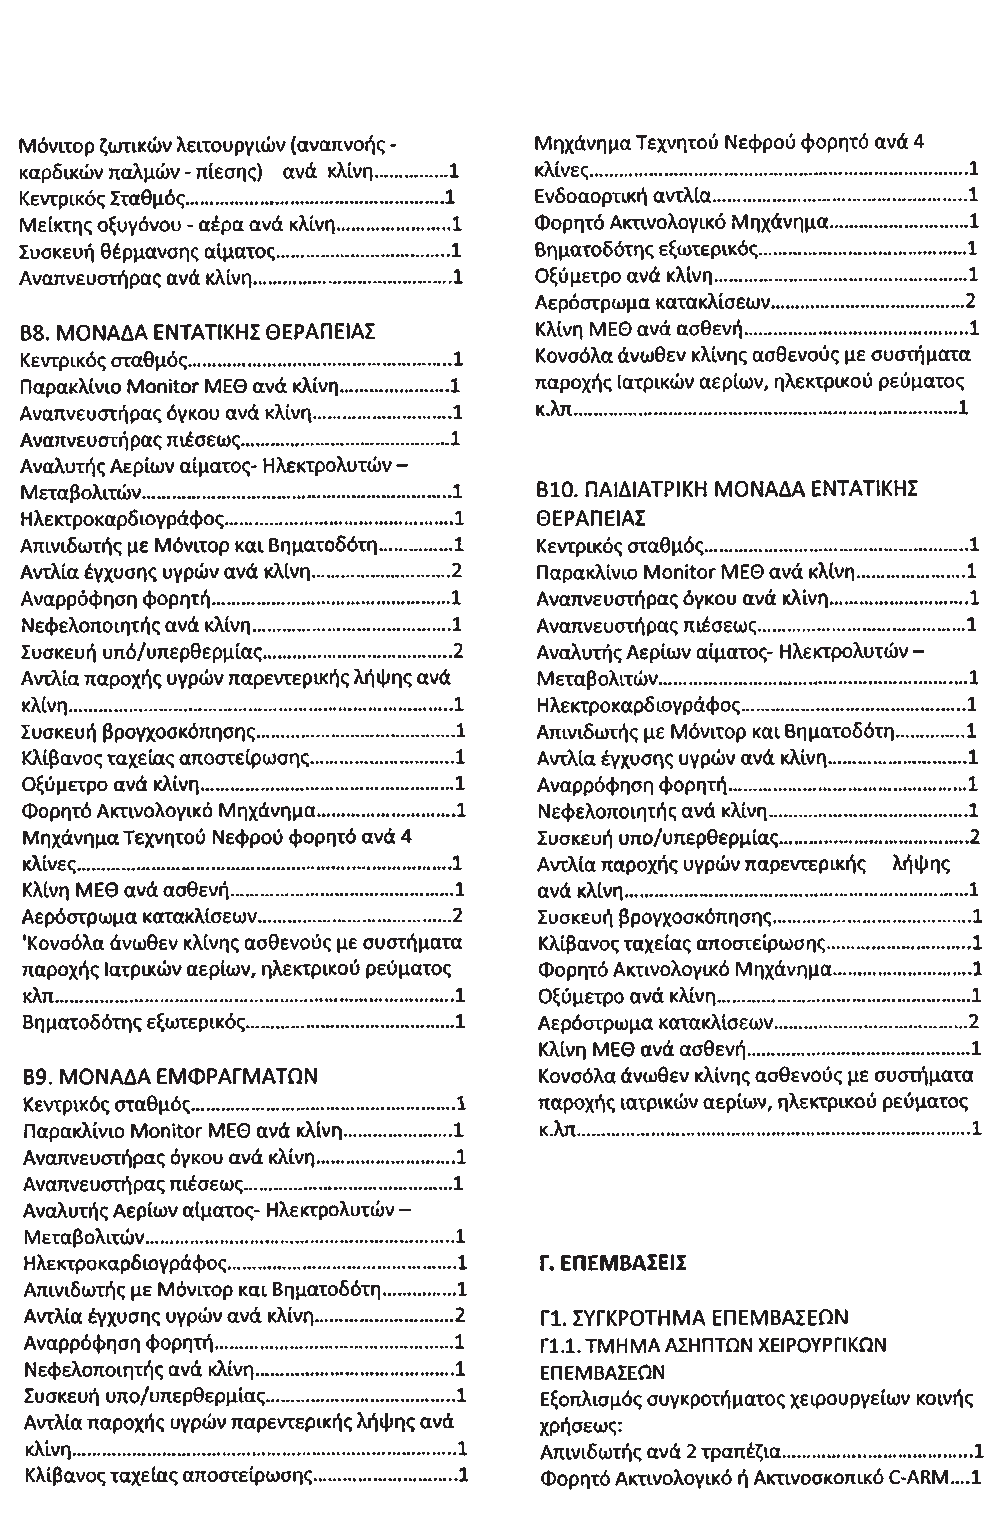 Μόνιτορ ζωτικών λειτουργιών (αναπνοής -
καρδικών παλμών - πίεσης) ανά κλίνη...............1
Κεντρικός Σταθμός......................................................1
Μείκτης οξυγόνου - αέρα ανά κλίνη.......................1
Συσκευή θέρμανσης αίματος....................................1
Αναπνευστήρας ανά κλίνη.........................................1
Β8. ΜΟΝΑΔΑ ΕΝΤΑΤΙΚΗΣ ΘΕΡΑΠΕΙΑΣ
Κεντρικός σταθμός......................................................1
Παρακλίνιο Monitor ΜΕΘ ανά κλίνη......................1
Αναπνευστήρας όγκου ανά κλίνη............................1
Αναπνευστήρας πιέσεως...........................................1
Αναλυτής Αερίων αίματος- Ηλεκτρολυτών –
Μεταβολιτών...............................................................1
Ηλεκτροκαρδιογράφος...............................................1
Απινιδωτής με Μόνιτορ και Βηματοδότη...............1
Αντλία έγχυσης υγρών ανά κλίνη............................2
Αναρρόφηση φορητή.................................................1
Νεφελοποιητής ανά κλίνη.........................................1
Συσκευή υπό/υπερθερμίας.......................................2
Αντλία παροχής υγρών παρεντερικής λήψης ανά
κλίνη..............................................................................1
Συσκευή βρογχοσκόπησης.........................................1
Κλίβανος ταχείας αποστείρωσης..............................1
Οξύμετρο ανά κλίνη....................................................1
Φορητό Ακτινολογικό Μηχάνημα.............................1
Μηχάνημα Τεχνητού Νεφρού φορητό ανά 4
κλίνες............................................................................1
Κλίνη ΜΕΘ ανά ασθενή..............................................1
Αερόστρωμα κατακλίσεων........................................2
'Κονσόλα άνωθεν κλίνης ασθενούς με συστήματα
παροχής Ιατρικών αερίων, ηλεκτρικού ρεύματος
κλπ.................................................................................1
Βηματοδότης εξωτερικός...........................................1
Β9. ΜΟΝΑΔΑ ΕΜΦΡΑΓΜΑΤΩΝ
Κεντρικός σταθμός......................................................1
Παρακλίνιο Monitor ΜΕΘ ανά κλίνη......................1
Αναπνευστήρας όγκου ανά κλίνη............................1
Αναπνευστήρας πιέσεως...........................................1
Αναλυτής Αερίων αίματος- Ηλεκτρολυτών –
Μεταβολιτών...............................................................1
Ηλεκτροκαρδιογράφος...............................................1
Απινιδωτής με Μόνιτορ και Βηματοδότη...............1
Αντλία έγχυσης υγρών ανά κλίνη............................2
Αναρρόφηση φορητή.................................................1
Νεφελοποιητής ανά κλίνη.........................................1
Συσκευή υπο/υπερθερμίας.......................................1
Αντλία παροχής υγρών παρεντερικής λήψης ανά
κλίνη..............................................................................1
Κλίβανος ταχείας αποστείρωσης..............................1
Μηχάνημα Τεχνητού Νεφρού φορητό ανά 4
κλίνες............................................................................1
Ενδοαορτική αντλία....................................................1
Φορητό Ακτινολογικό Μηχάνημα.............................1
Βηματοδότης εξωτερικός...........................................1
Οξύμετρο ανά κλίνη....................................................1
Αερόστρωμα κατακλίσεων........................................2
Κλίνη ΜΕΘ ανά ασθενή..............................................1
Κονσόλα άνωθεν κλίνης ασθενούς με συστήματα
παροχής Ιατρικών αερίων, ηλεκτρικού ρεύματος
κ.λπ................................................................................1
Β10. ΠΑΙΔΙΑΤΡΙΚΗ ΜΟΝΑΔΑ ΕΝΤΑΤΙΚΗΣ
ΘΕΡΑΠΕΙΑΣ
Κεντρικός σταθμός......................................................1
Παρακλίνιο Monitor ΜΕΘ ανά κλίνη......................1
Αναπνευστήρας όγκου ανά κλίνη............................1
Αναπνευστήρας πιέσεως...........................................1
Αναλυτής Αερίων αίματος- Ηλεκτρολυτών –
Μεταβολιτών...............................................................1
Ηλεκτροκαρδιογράφος...............................................1
Απινιδωτής με Μόνιτορ και Βηματοδότη..............1
Αντλία έγχυσης υγρών ανά κλίνη............................1
Αναρρόφηση φορητή.................................................1
Νεφελοποιητής ανά κλίνη.........................................1
Συσκευή υπο/υπερθερμίας.......................................2
Αντλία παροχής υγρών παρεντερικής λήψης
ανά κλίνη......................................................................1
Συσκευή βρογχοσκόπησης.........................................1
Κλίβανος ταχείας αποστείρωσης..............................1
Φορητό Ακτινολογικό Μηχάνημα.............................1
Οξύμετρο ανά κλίνη....................................................1
Αερόστρωμα κατακλίσεων........................................2
Κλίνη ΜΕΘ ανά ασθενή..............................................1
Κονσόλα άνωθεν κλίνης ασθενούς με συστήματα
παροχής ιατρικών αερίων, ηλεκτρικού ρεύματος
κ.λπ................................................................................1
Γ. ΕΠΕΜΒΑΣΕΙΣ
Γ1. ΣΥΓΚΡΟΤΗΜΑ ΕΠΕΜΒΑΣΕΩΝ
Γ1.1. ΤΜΗΜΑ ΑΣΗΠΤΩΝ ΧΕΙΡΟΥΡΓΙΚΩΝ
ΕΠΕΜΒΑΣΕΩΝ
Εξοπλισμός συγκροτήματος χειρουργείων κοινής
χρήσεως:
Απινιδωτής ανά 2 τραπέζια.......................................1
Φορητό Ακτινολογικό ή Ακτινοσκοπικό C-ARM....1